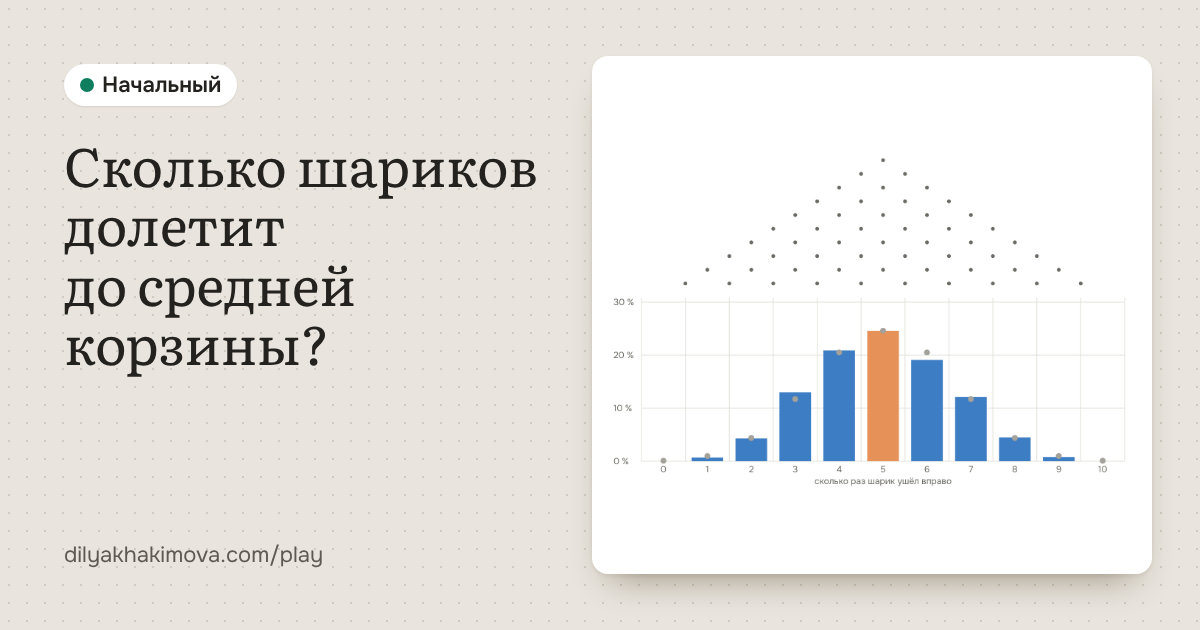 Начальный
Сколько шариков
долетит
до средней
корзины?
dilyakhakimova.com/play
30 %
20 %
10 %
0 %
0 1 2 3 4 5 6 7 8 9 10
сколько раз шарик ушёл вправо